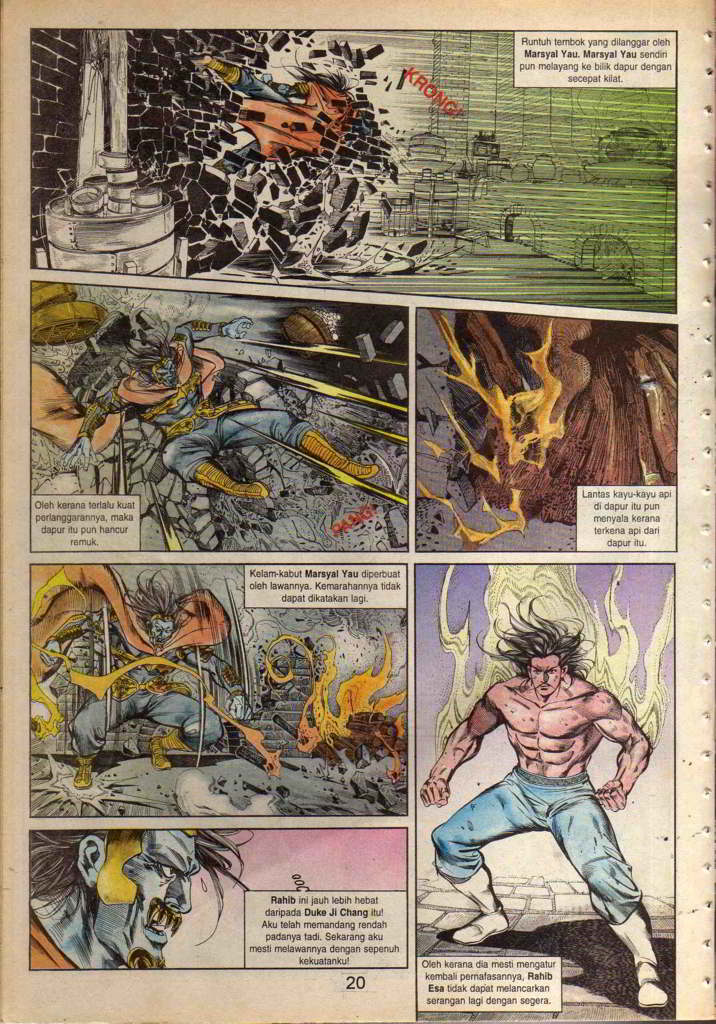 Runtuh tembok yang dilanggar oleh
Marsyal Yau. Marsyal Yau sendiri
pun melayang ke bilik dapur dengan
secepat kilat.
KRONG!
Oleh kerana terlalu kuat
perlanggarannya, maka
dapur itu pun hancur
remuk.
PANG!
Lantas kayu-kayu api
di dapur itu pun
menyala kerana
terkena api dari
dapur itu.
Kelam-kabut Marsyal Yau diperbuat
oleh lawannya. Kemarahannya tidak
dapat dikatakan lagi.
Rahib ini jauh lebih hebat
daripada Duke Ji Chang itu!
Aku telah memandang rendah
padanya tadi. Sekarang aku
mesti melawannya dengan sepenuh
kekuatanku!
Oleh kerana dia mesti mengatur
kembali pernafasannya, Rahib
Esa tidak dapat melancarkan
serangan lagi dengan segera.
20